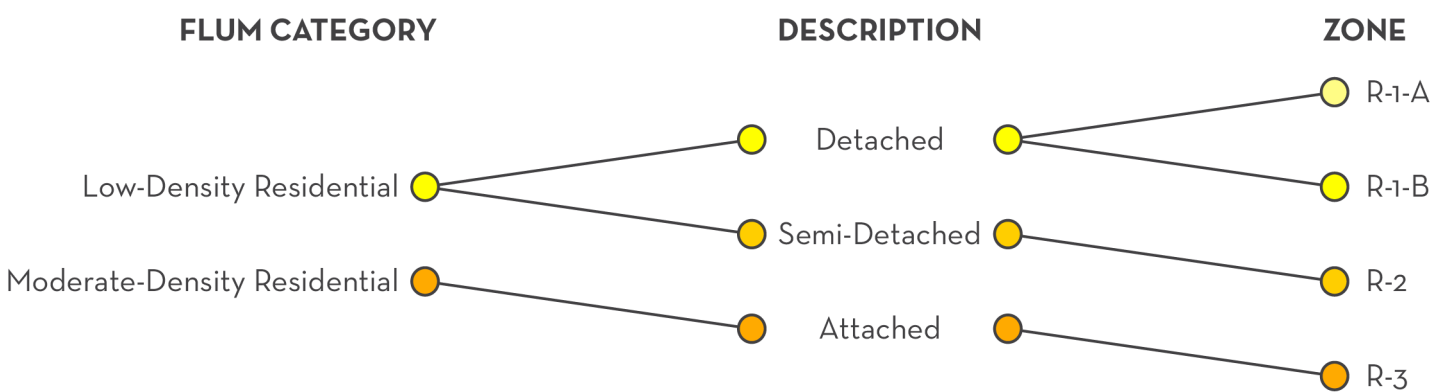 FLUM CATEGORY DESCRIPTION ZONE
R-1-A
Detached
Low-Density Residential R-1-B
Semi-Detached
Moderate-Density Residential R-2
Attached
R-3